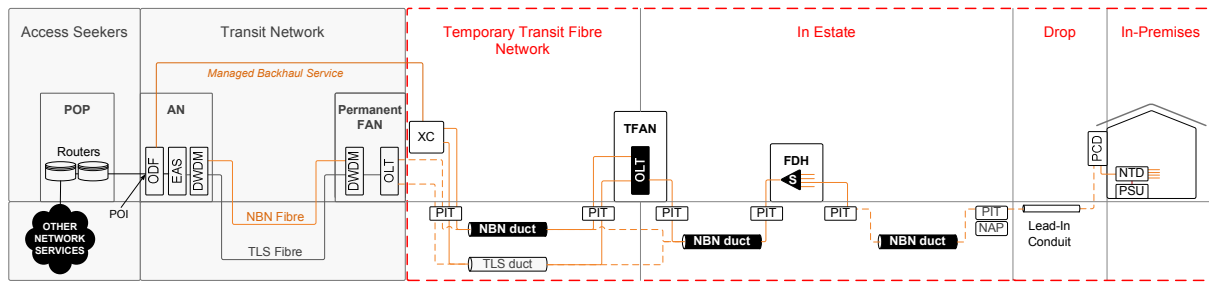 Access Seekers
Transit Network
Temporary Transit Fibre
Network
In Estate
Drop
In-Premises
Managed Backhaul Service
POP
AN
Permanent
FAN
TFAN
XC
FDH
Routers
ODF
EAS
DWDM
DWDM
OLT
OLT
S
PCD
NTD
PSU
POI
NBN Fibre
TLS Fibre
OTHER
NETWORK
SERVICES
PIT
PIT
PIT
PIT
PIT
PIT
NAP
NBN duct
TLS duct
NBN duct
NBN duct
Lead-In
Conduit